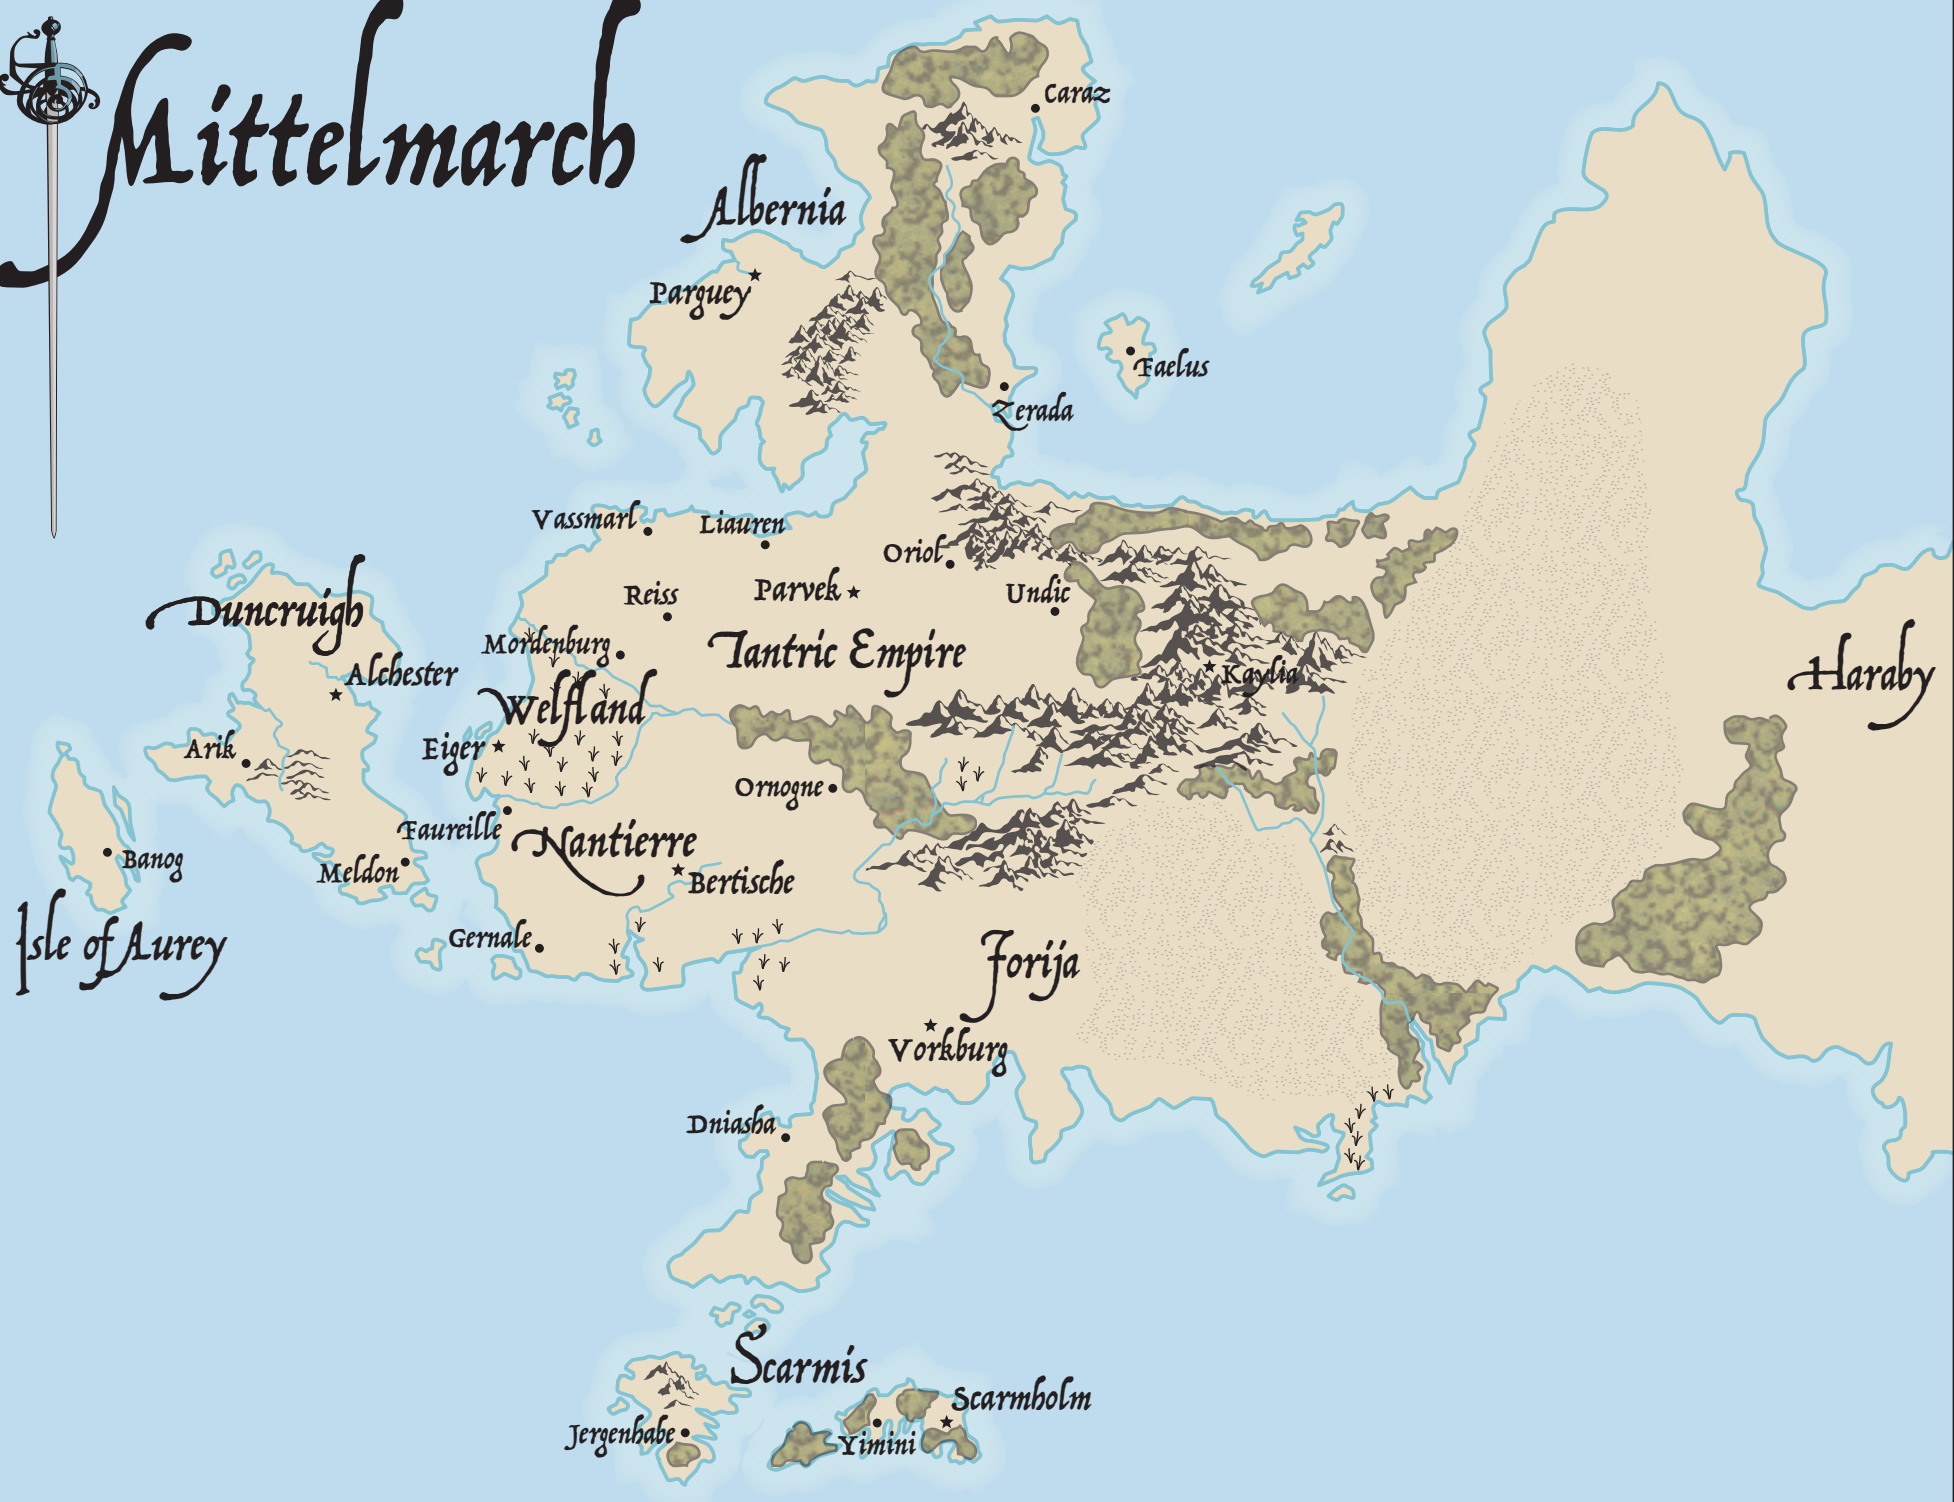 Mittelmarch
Caraz
Albernia
Parguey
Faelus
Zerada
Vassmarl
Liauren
Oriol
Undic
Reiss
Parvek
Duncruigh
Mordenburg
Tantric Empire
Haraby
Alchester
Kaylia
Welfland
Arik
Eiger
Ornogne
Faureille
Nantierre
Banog
Meldon
Bertische
Isle of Aurey
Gernale
Forija
Vorkburg
Dniasha
Scarmis
Scarmholm
Jergenhabe
Yimini